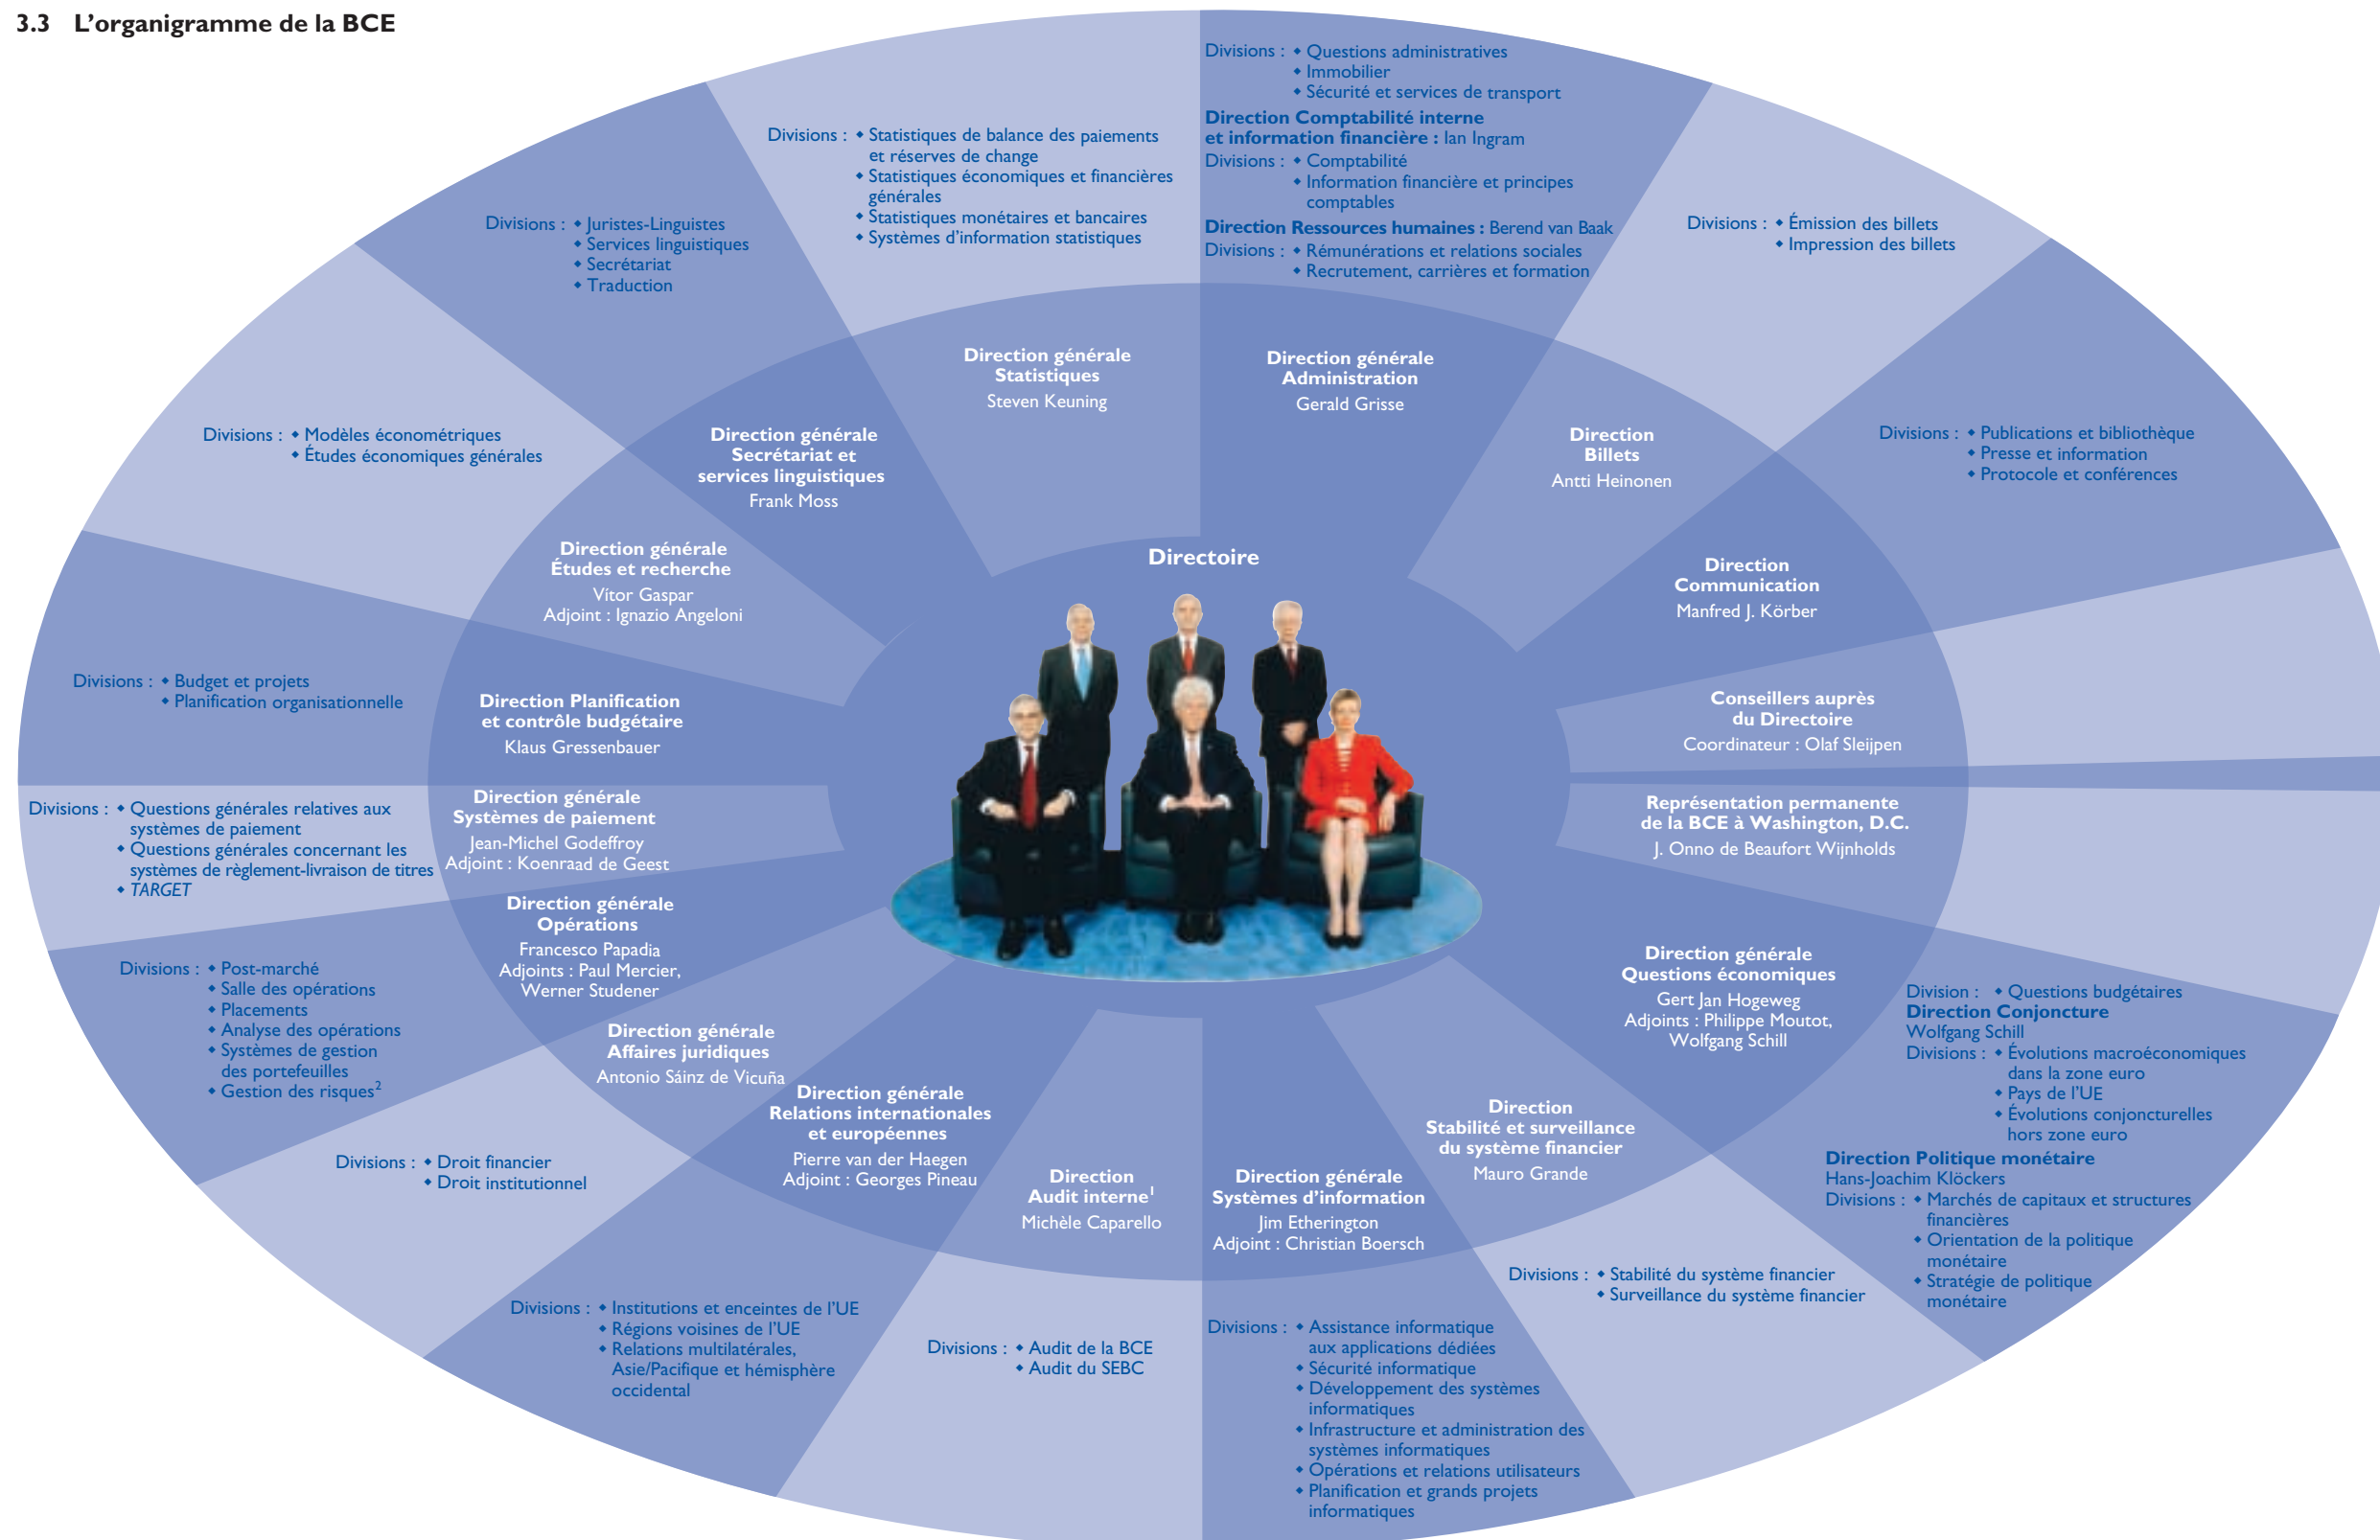 3.3 L'organigramme de la BCE
Divisions : ◆ Questions administratives
◆ Immobilier
◆ Sécurité et services de transport
Direction Comptabilité interne
et information financière : Ian Ingram
Divisions : ◆ Comptabilité
◆ Information financière et principes
comptables
Direction Ressources humaines : Berend van Baak
Divisions : ◆ Rémunérations et relations sociales
◆ Recrutement, carrières et formation
Direction générale
Administration
Gerald Grisse
Divisions : ◆ Émission des billets
◆ Impression des billets
Direction
Billets
Antti Heinonen
Divisions : ◆ Publications et bibliothèque
◆ Presse et information
◆ Protocole et conférences
Direction
Communication
Manfred J. Körber
Conseillers auprès
du Directoire
Coordinateur : Olaf Sleijpen
Représentation permanente
de la BCE à Washington, D.C.
J. Onno de Beaufort Wijnholds
Direction générale
Questions économiques
Gert Jan Hogeweg
Adjoints : Philippe Moutot,
Wolfgang Schill
Division : ◆ Questions budgétaires
Direction Conjoncture
Wolfgang Schill
Divisions : ◆ Évolutions macroéconomiques
dans la zone euro
◆ Pays de l'UE
◆ Évolutions conjoncturelles
hors zone euro
Direction Politique monétaire
Hans-Joachim Klöckers
Divisions : ◆ Marchés de capitaux et structures
financières
◆ Orientation de la politique
monétaire
◆ Stratégie de politique
monétaire
Direction
Stabilité et surveillance
du système financier
Mauro Grande
Divisions : ◆ Stabilité du système financier
◆ Surveillance du système financier
Direction générale
Systèmes d'information
Jim Etherington
Adjoint : Christian Boersch
Divisions : ◆ Assistance informatique
aux applications dédiées
◆ Sécurité informatique
◆ Développement des systèmes
informatiques
◆ Infrastructure et administration des
systèmes informatiques
◆ Opérations et relations utilisateurs
◆ Planification et grands projets
informatiques
Direction
Audit interne¹
Michèle Caparello
Divisions : ◆ Audit de la BCE
◆ Audit du SEBC
Direction générale
Relations internationales
et européennes
Pierre van der Haegen
Adjoint : Georges Pineau
Divisions : ◆ Institutions et enceintes de l'UE
◆ Régions voisines de l'UE
◆ Relations multilatérales,
Asie/Pacifique et hémisphère
occidental
Direction générale
Affaires juridiques
Antonio Sáinz de Vicuña
Divisions : ◆ Droit financier
◆ Droit institutionnel
Direction générale
Opérations
Francesco Papadia
Adjoints : Paul Mercier,
Werner Studener
Divisions : ◆ Post-marché
◆ Salle des opérations
◆ Placements
◆ Analyse des opérations
◆ Systèmes de gestion
des portefeuilles
◆ Gestion des risques²
Direction générale
Systèmes de paiement
Jean-Michel Godeffroy
Adjoint : Koenraad de Geest
Divisions : ◆ Questions générales relatives aux
systèmes de paiement
◆ Questions générales concernant les
systèmes de règlement-livraison de titres
◆ TARGET
Direction Planification
et contrôle budgétaire
Klaus Gressenbauer
Divisions : ◆ Budget et projets
◆ Planification organisationnelle
Direction générale
Études et recherche
Vítor Gaspar
Adjoint : Ignazio Angeloni
Divisions : ◆ Modèles économétriques
◆ Études économiques générales
Direction générale
Secrétariat et
services linguistiques
Frank Moss
Divisions : ◆ Juristes-Linguistes
◆ Services linguistiques
◆ Secrétariat
◆ Traduction
Direction générale
Statistiques
Steven Keuning
Divisions : ◆ Statistiques de balance des paiements
et réserves de change
◆ Statistiques économiques et financières
générales
◆ Statistiques monétaires et bancaires
◆ Systèmes d'information statistiques
Directoire